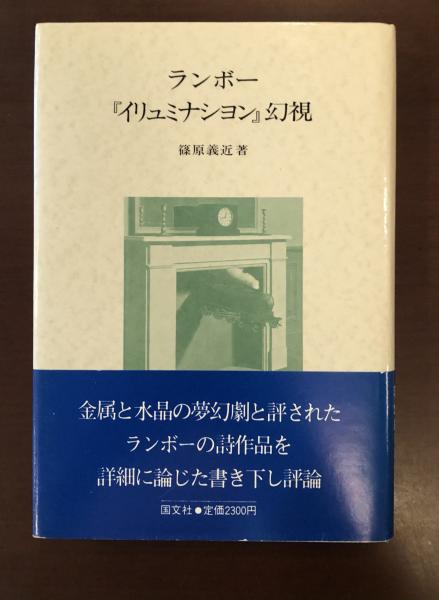 ランボー
『イリュミナシヨン』幻視
篠原義近著
金属と水晶の夢幻劇と評された
ランボーの詩作品を
詳細に論じた書き下し評論
国文社●定価2300円